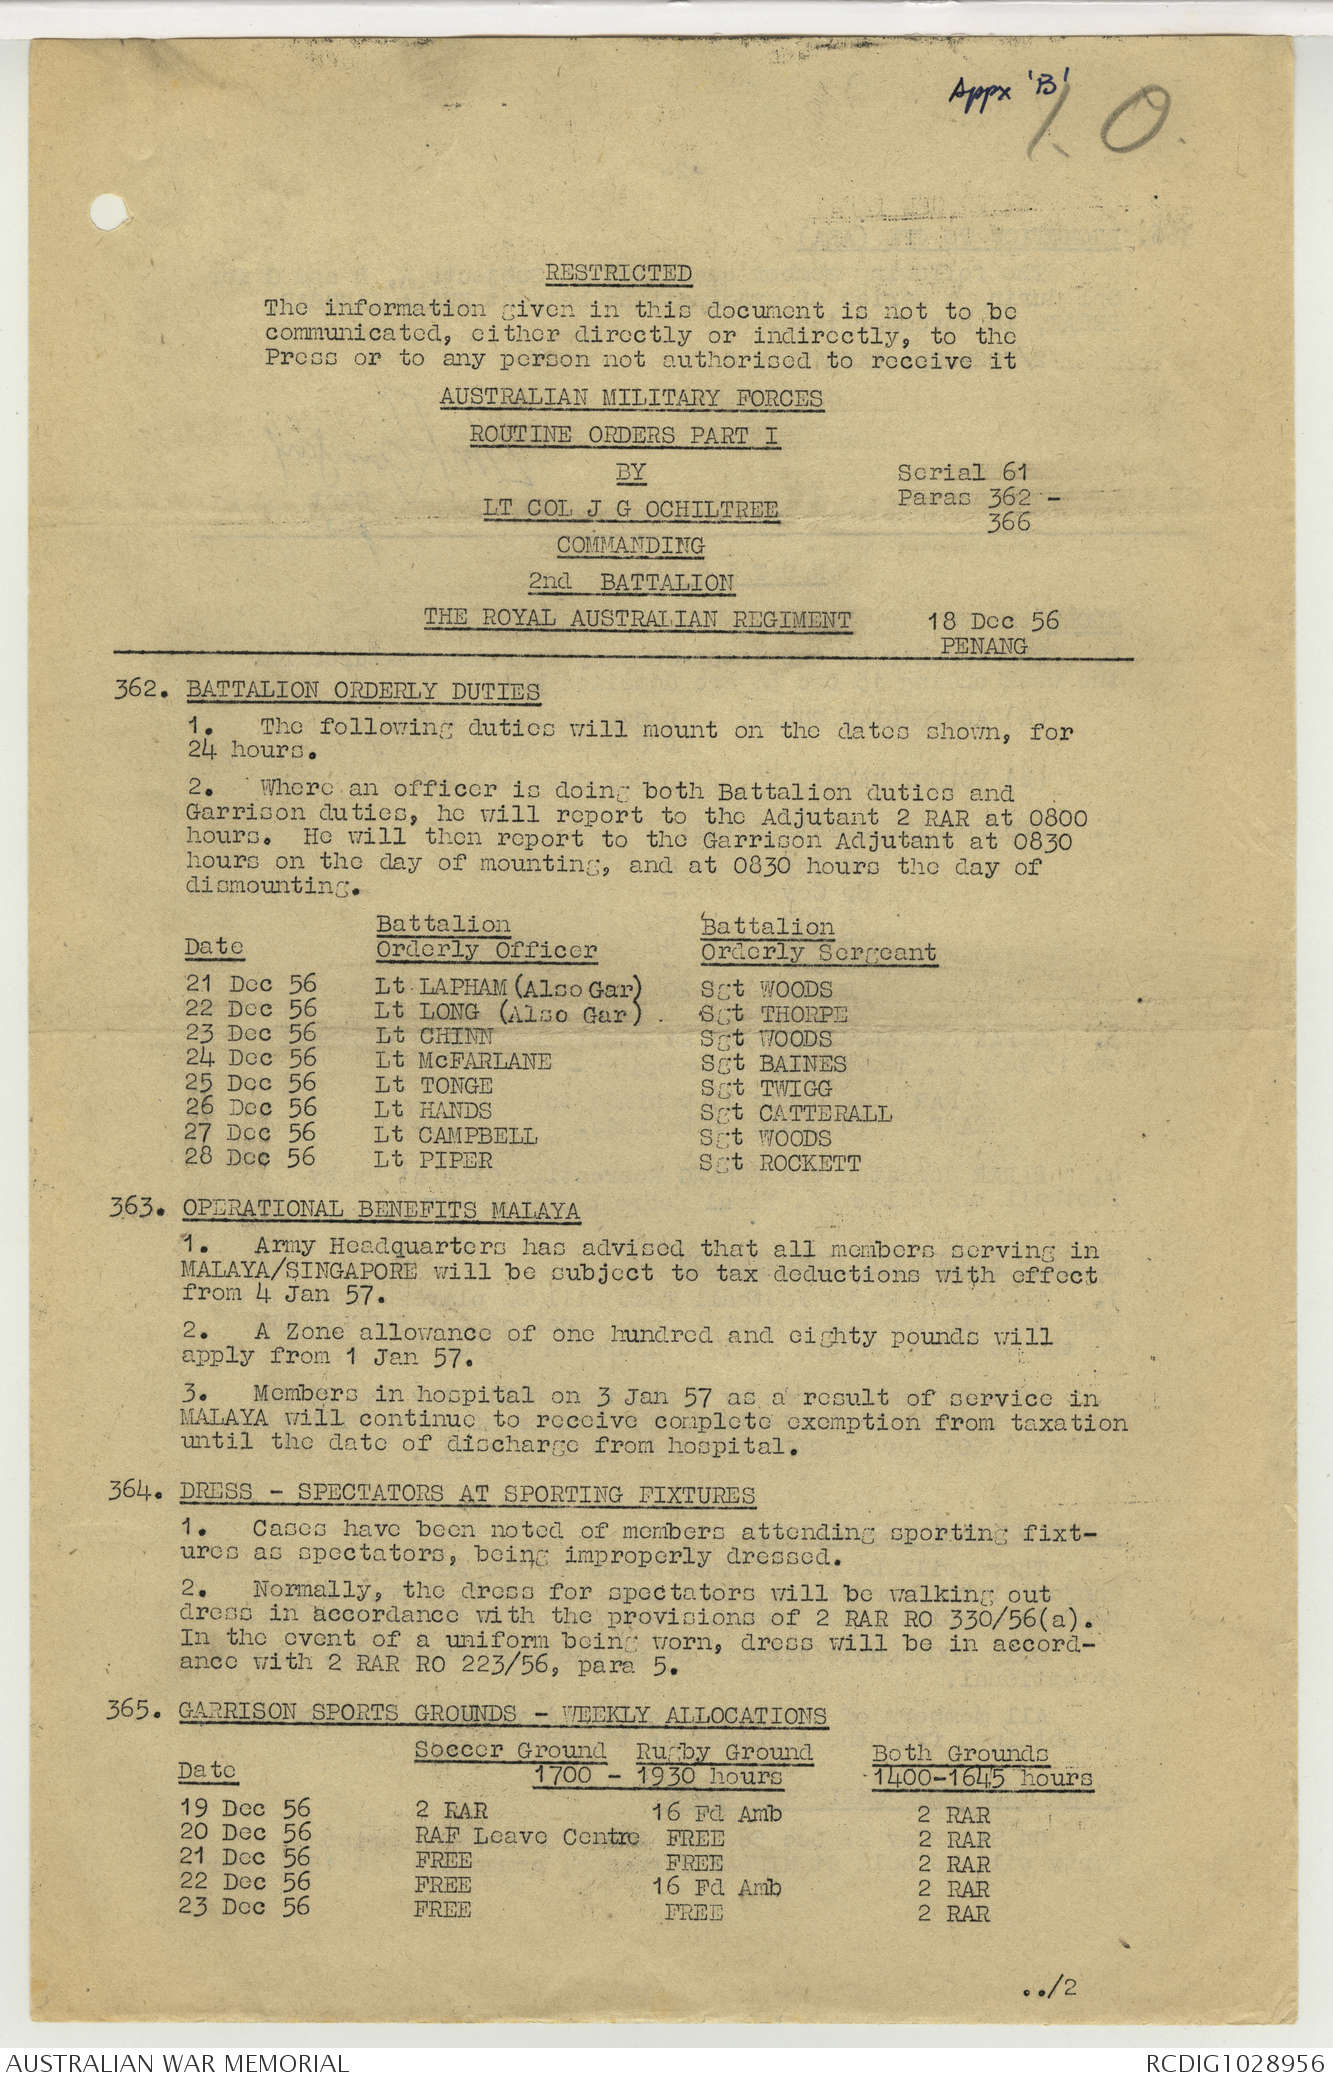 Appx 'B'
1. 0.
RESTRICTED
The information given in this document is not to be
communicated, either directly or indirectly, to the
Press or to any person not authorised to receive it
AUSTRALIAN MILITARY FORCES
ROUTINE ORDERS PART I
BY Serial 61
Paras 362 -
LT COL J G OCHILTREE 366
COMMANDING
2nd BATTALION
THE ROYAL AUSTRALIAN REGIMENT 18 Dec 56
PENANG
362. BATTALION ORDERLY DUTIES
1. The following duties will mount on the dates shown, for
24 hours.
2. Where an officer is doing both Battalion duties and
Garrison duties, he will report to the Adjutant 2 RAR at 0800
hours. He will then report to the Garrison Adjutant at 0830
hours on the day of mounting, and at 0830 hours the day of
dismounting.
Battalion Battalion
Date Orderly Officer Orderly Sergeant
21 Dec 56 Lt LAPHAM (Also Gar) Sgt WOODS
22 Dec 56 Lt LONG (Also Gar) Sgt THORPE
23 Dec 56 Lt CHINN Sgt WOODS
24 Dec 56 Lt McFARLANE Sgt BAINES
25 Dec 56 Lt TONGE Sgt TWIGG
26 Dec 56 Lt HANDS Sgt CATTERALL
27 Dec 56 Lt CAMPBELL Sgt WOODS
28 Dec 56 Lt PIPER Sgt ROCKETT
363. OPERATIONAL BENEFITS MALAYA
1. Army Headquarters has advised that all members serving in
MALAYA/SINGAPORE will be subject to tax deductions with effect
from 4 Jan 57.
2. A Zone allowance of one hundred and eighty pounds will
apply from 1 Jan 57.
3. Members in hospital on 3 Jan 57 as a result of service in
MALAYA will continue to receive complete exemption from taxation
until the date of discharge from hospital.
364. DRESS - SPECTATORS AT SPORTING FIXTURES
1. Cases have been noted of members attending sporting fixt-
ures as spectators, being improperly dressed.
2. Normally, the dress for spectators will be walking out
dress in accordance with the provisions of 2 RAR RO 330/56(a).
In the event of a uniform being worn, dress will be in accord-
ance with 2 RAR RO 223/56, para 5.
365. GARRISON SPORTS GROUNDS - WEEKLY ALLOCATIONS
Soccer Ground Rugby Ground Both Grounds
Date 1700 - 1930 hours 1400-1645 hours
19 Dec 56 2 RAR 16 Fd Amb 2 RAR
20 Dec 56 RAF Leave Centre FREE 2 RAR
21 Dec 56 FREE FREE 2 RAR
22 Dec 56 FREE 16 Fd Amb 2 RAR
23 Dec 56 FREE FREE 2 RAR
../2
AUSTRALIAN WAR MEMORIAL RCDIG1028956